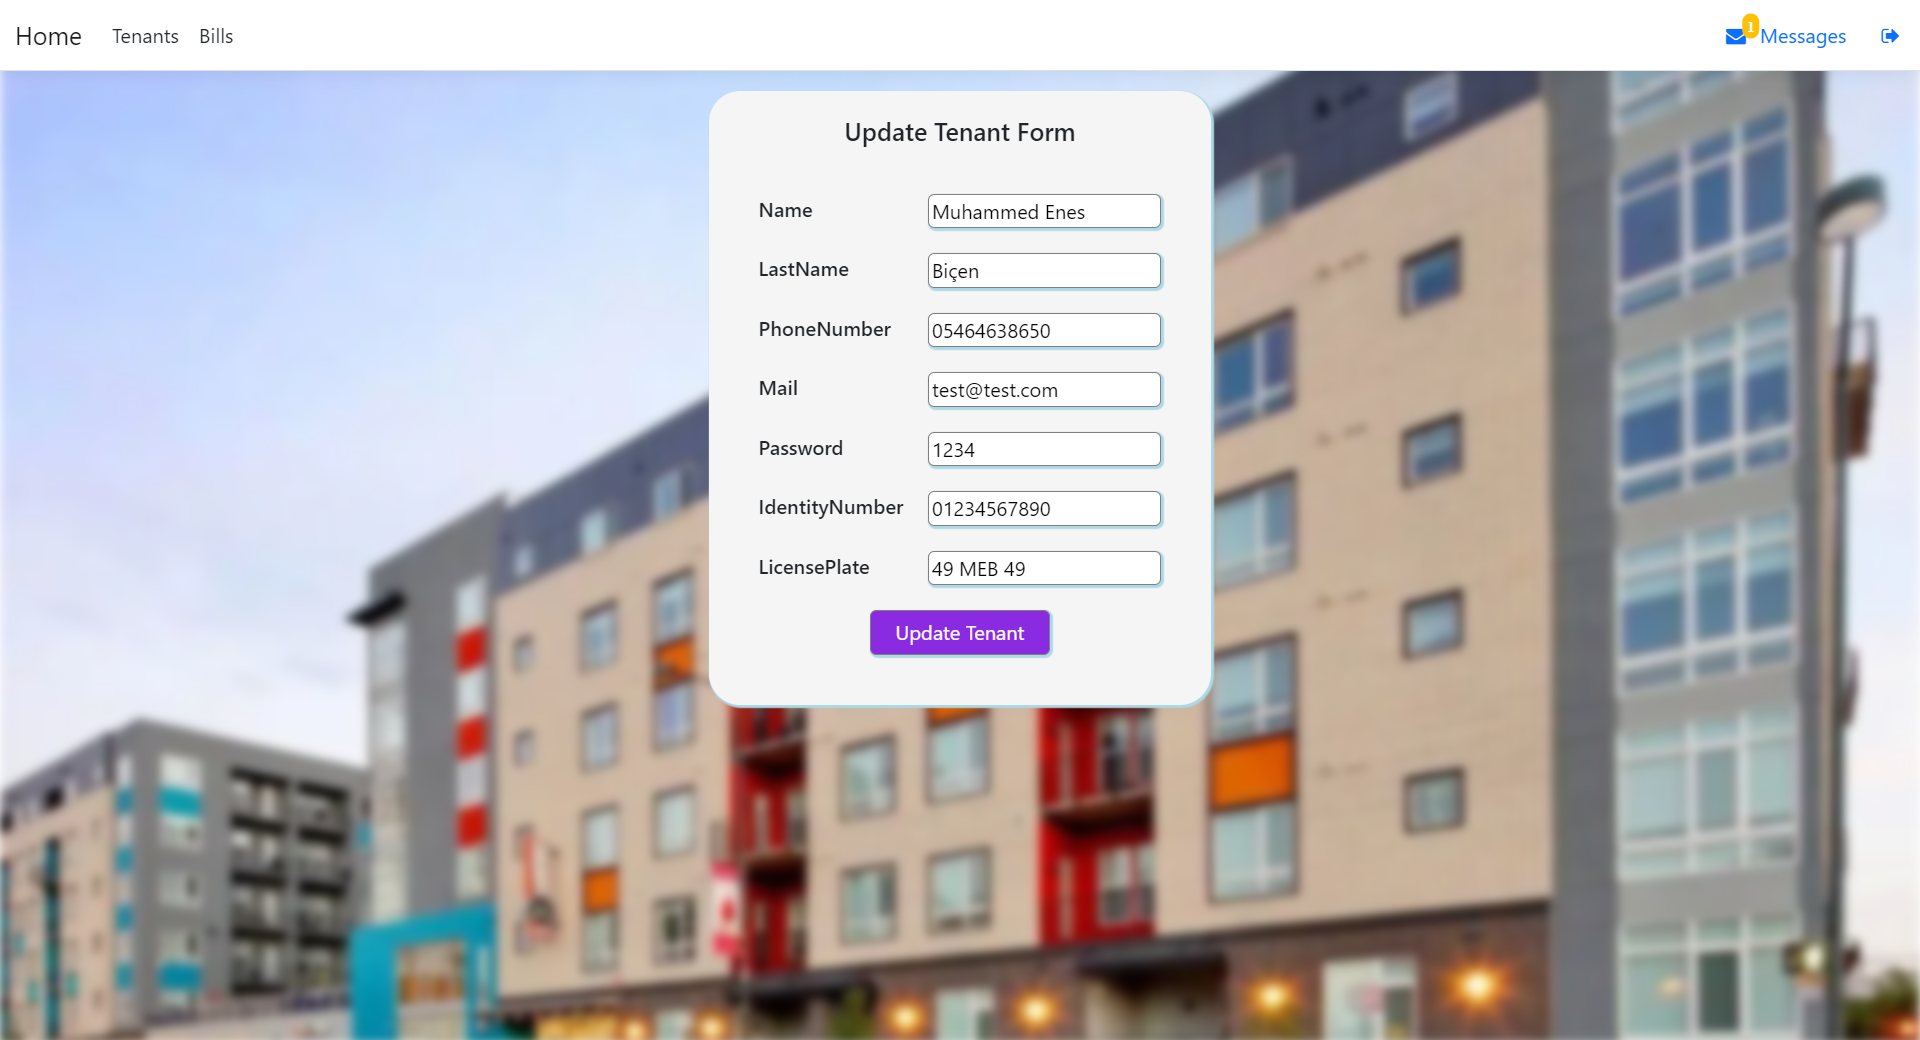 Home Tenants Bills 1 Messages
Update Tenant Form
Name Muhammed Enes
LastName Biçen
PhoneNumber 05464638650
Mail test@test.com
Password 1234
IdentityNumber 01234567890
LicensePlate 49 MEB 49
Update Tenant